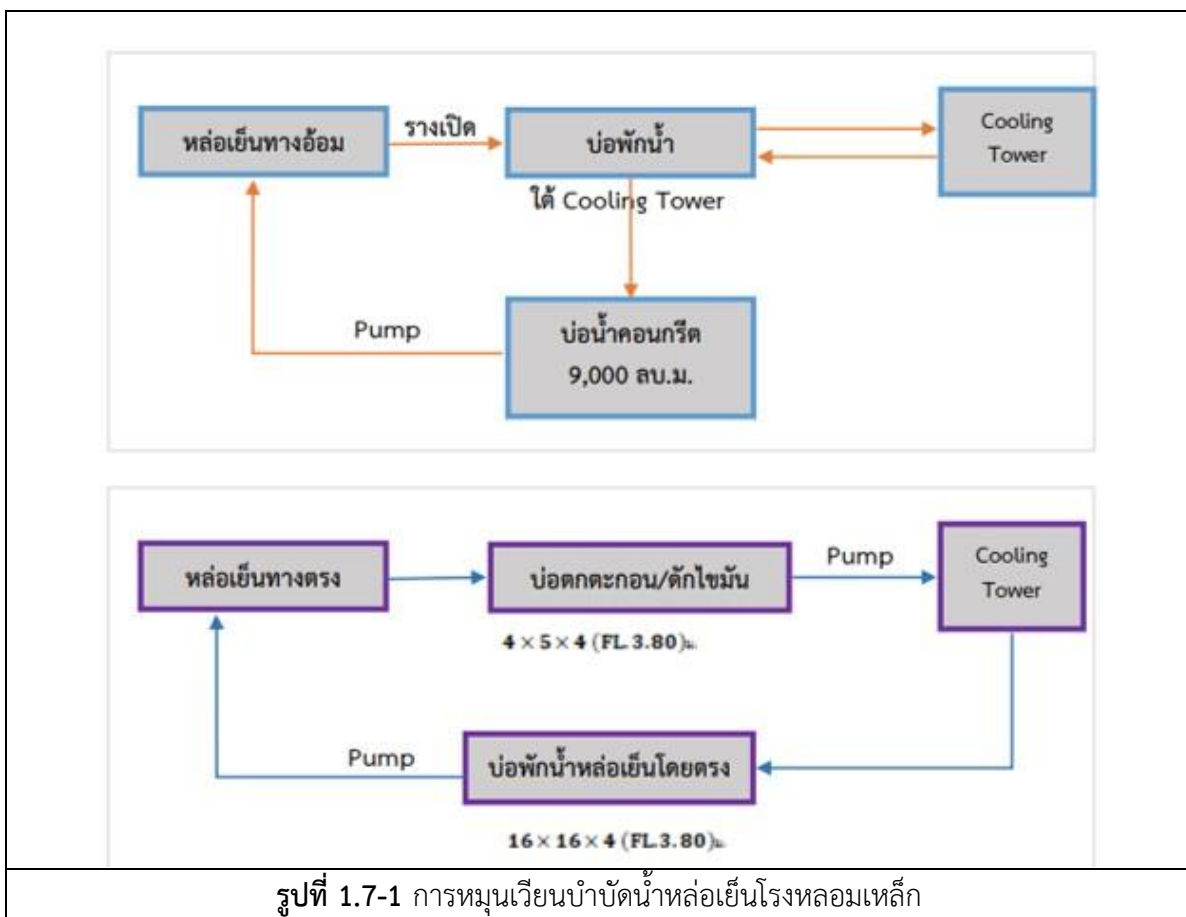 หล่อเย็นทางอ้อม
รางเปิด
บ่อพักน้ำ
ใต้ Cooling Tower
Cooling
Tower
Pump
บ่อน้ำคอนกรีต
9,000 ลบ.ม.
หล่อเย็นทางตรง
บ่อตกตะกอน/ดักไขมัน
4 × 5 × 4 (FL.3.80)ม.
Pump
Cooling
Tower
Pump
บ่อพักน้ำหล่อเย็นโดยตรง
16 × 16 × 4 (FL.3.80)ม.
รูปที่ 1.7-1 การหมุนเวียนบำบัดน้ำหล่อเย็นโรงหลอมเหล็ก